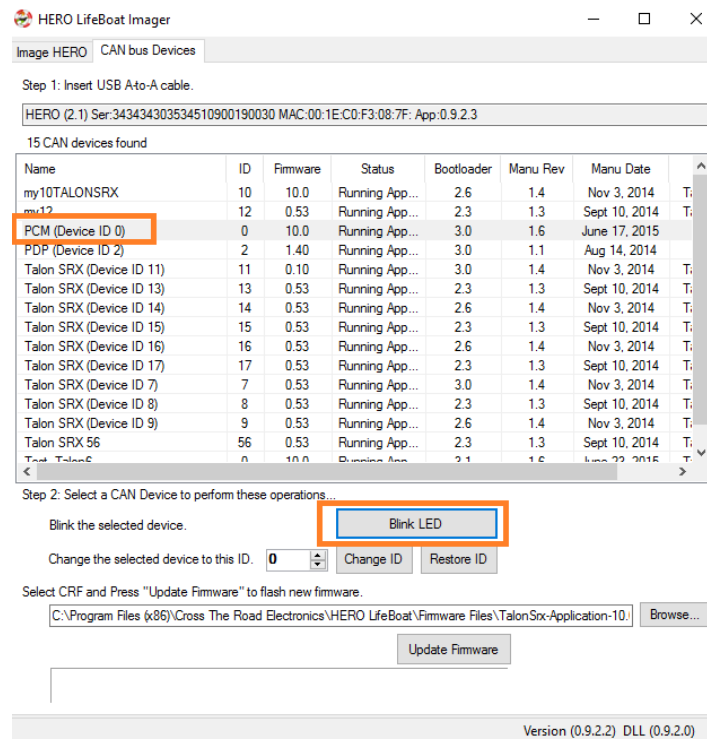 HERO LifeBoat Imager
Image HERO CAN bus Devices
Step 1: Insert USB A-to-A cable.
HERO (2.1) Ser:343434303534510900190030 MAC:00:1E:C0:F3:08:7F: App:0.9.2.3
15 CAN devices found
Name ID Firmware Status Bootloader Manu Rev Manu Date
my10TALONSRX 10 10.0 Running App... 2.6 1.4 Nov 3, 2014
my12 12 0.53 Running App... 2.3 1.3 Sept 10, 2014
PCM (Device ID 0) 0 10.0 Running App... 3.0 1.6 June 17, 2015
PDP (Device ID 2) 2 1.40 Running App... 3.0 1.1 Aug 14, 2014
Talon SRX (Device ID 11) 11 0.10 Running App... 3.0 1.4 Nov 3, 2014
Talon SRX (Device ID 13) 13 0.53 Running App... 2.3 1.3 Sept 10, 2014
Talon SRX (Device ID 14) 14 0.53 Running App... 2.6 1.4 Nov 3, 2014
Talon SRX (Device ID 15) 15 0.53 Running App... 2.3 1.3 Sept 10, 2014
Talon SRX (Device ID 16) 16 0.53 Running App... 2.6 1.4 Nov 3, 2014
Talon SRX (Device ID 17) 17 0.53 Running App... 2.3 1.3 Sept 10, 2014
Talon SRX (Device ID 7) 7 0.53 Running App... 3.0 1.4 Nov 3, 2014
Talon SRX (Device ID 8) 8 0.53 Running App... 2.3 1.3 Sept 10, 2014
Talon SRX (Device ID 9) 9 0.53 Running App... 2.6 1.4 Nov 3, 2014
Talon SRX 56 56 0.53 Running App... 2.3 1.3 Sept 10, 2014
Test_Talon6 0 10.0 Running App... 2.1 1.6 June 23, 2015
Step 2: Select a CAN Device to perform these operations...
Blink the selected device. Blink LED
Change the selected device to this ID. 0 Change ID Restore ID
Select CRF and Press "Update Firmware" to flash new firmware.
C:\Program Files (x86)\Cross The Road Electronics\HERO LifeBoat\Firmware Files\TalonSrx-Application-10. Browse...
Update Firmware
Version (0.9.2.2) DLL (0.9.2.0)